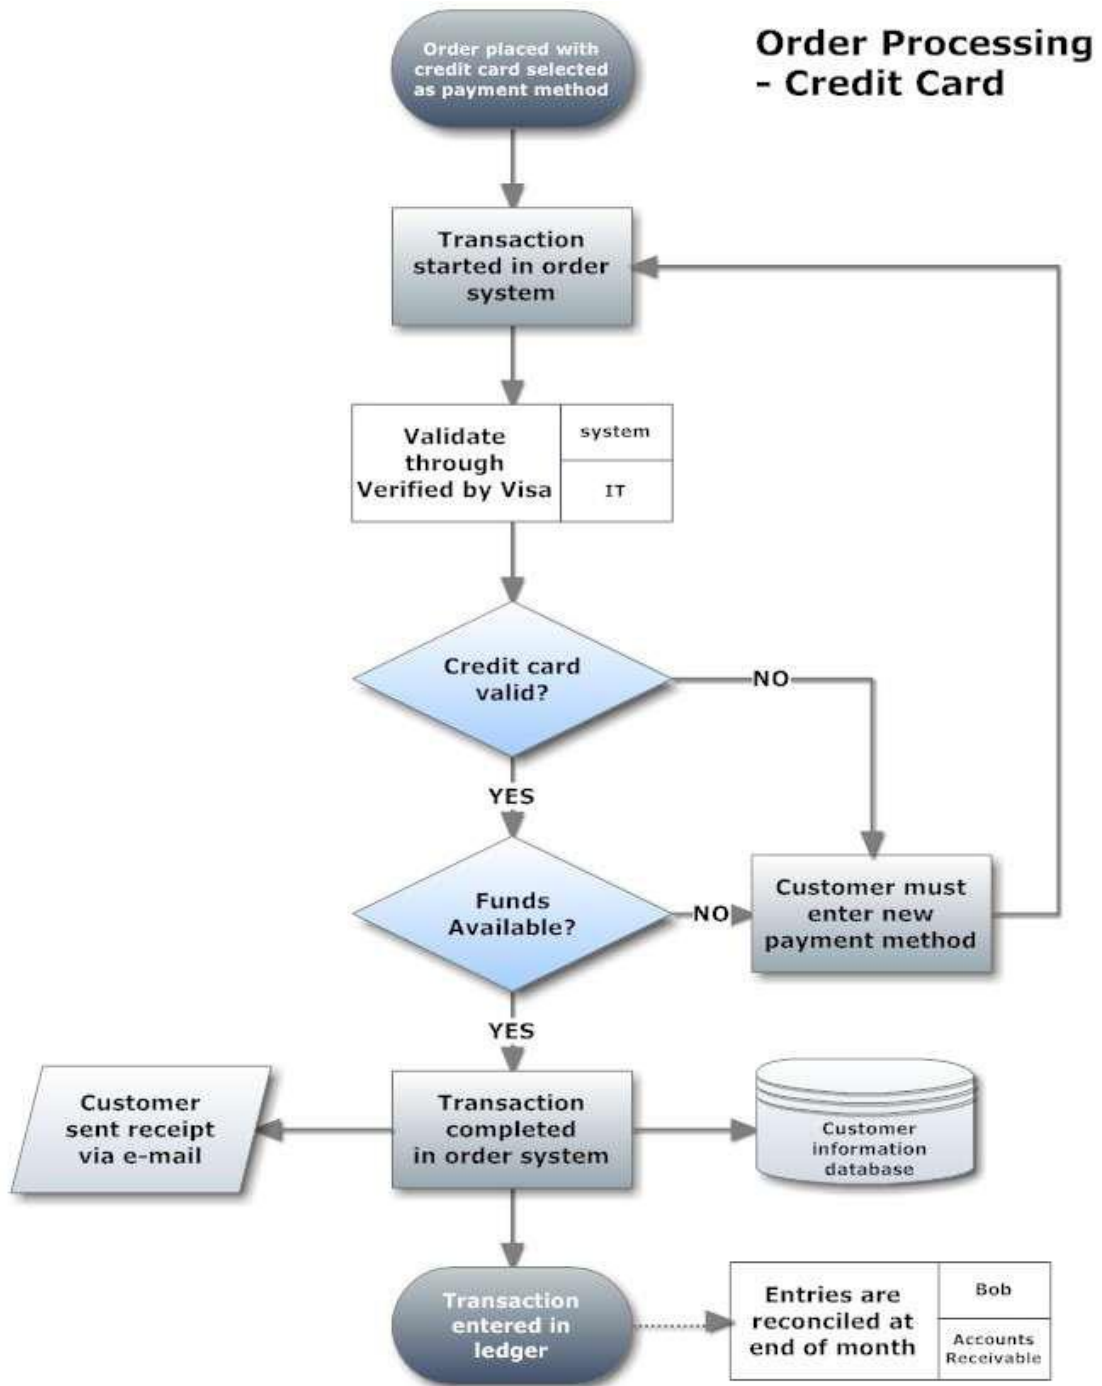 Order placed with
credit card selected
as payment method
Order Processing
- Credit Card
Transaction
started in order
system
Validate
through
Verified by Visa
system
IT
Credit card
valid?
NO
YES
Funds
Available?
NO
Customer must
enter new
payment method
YES
Customer
sent receipt
via e-mail
Transaction
completed
in order system
Customer
information
database
Transaction
entered in
ledger
Entries are
reconciled at
end of month
Bob
Accounts
Receivable